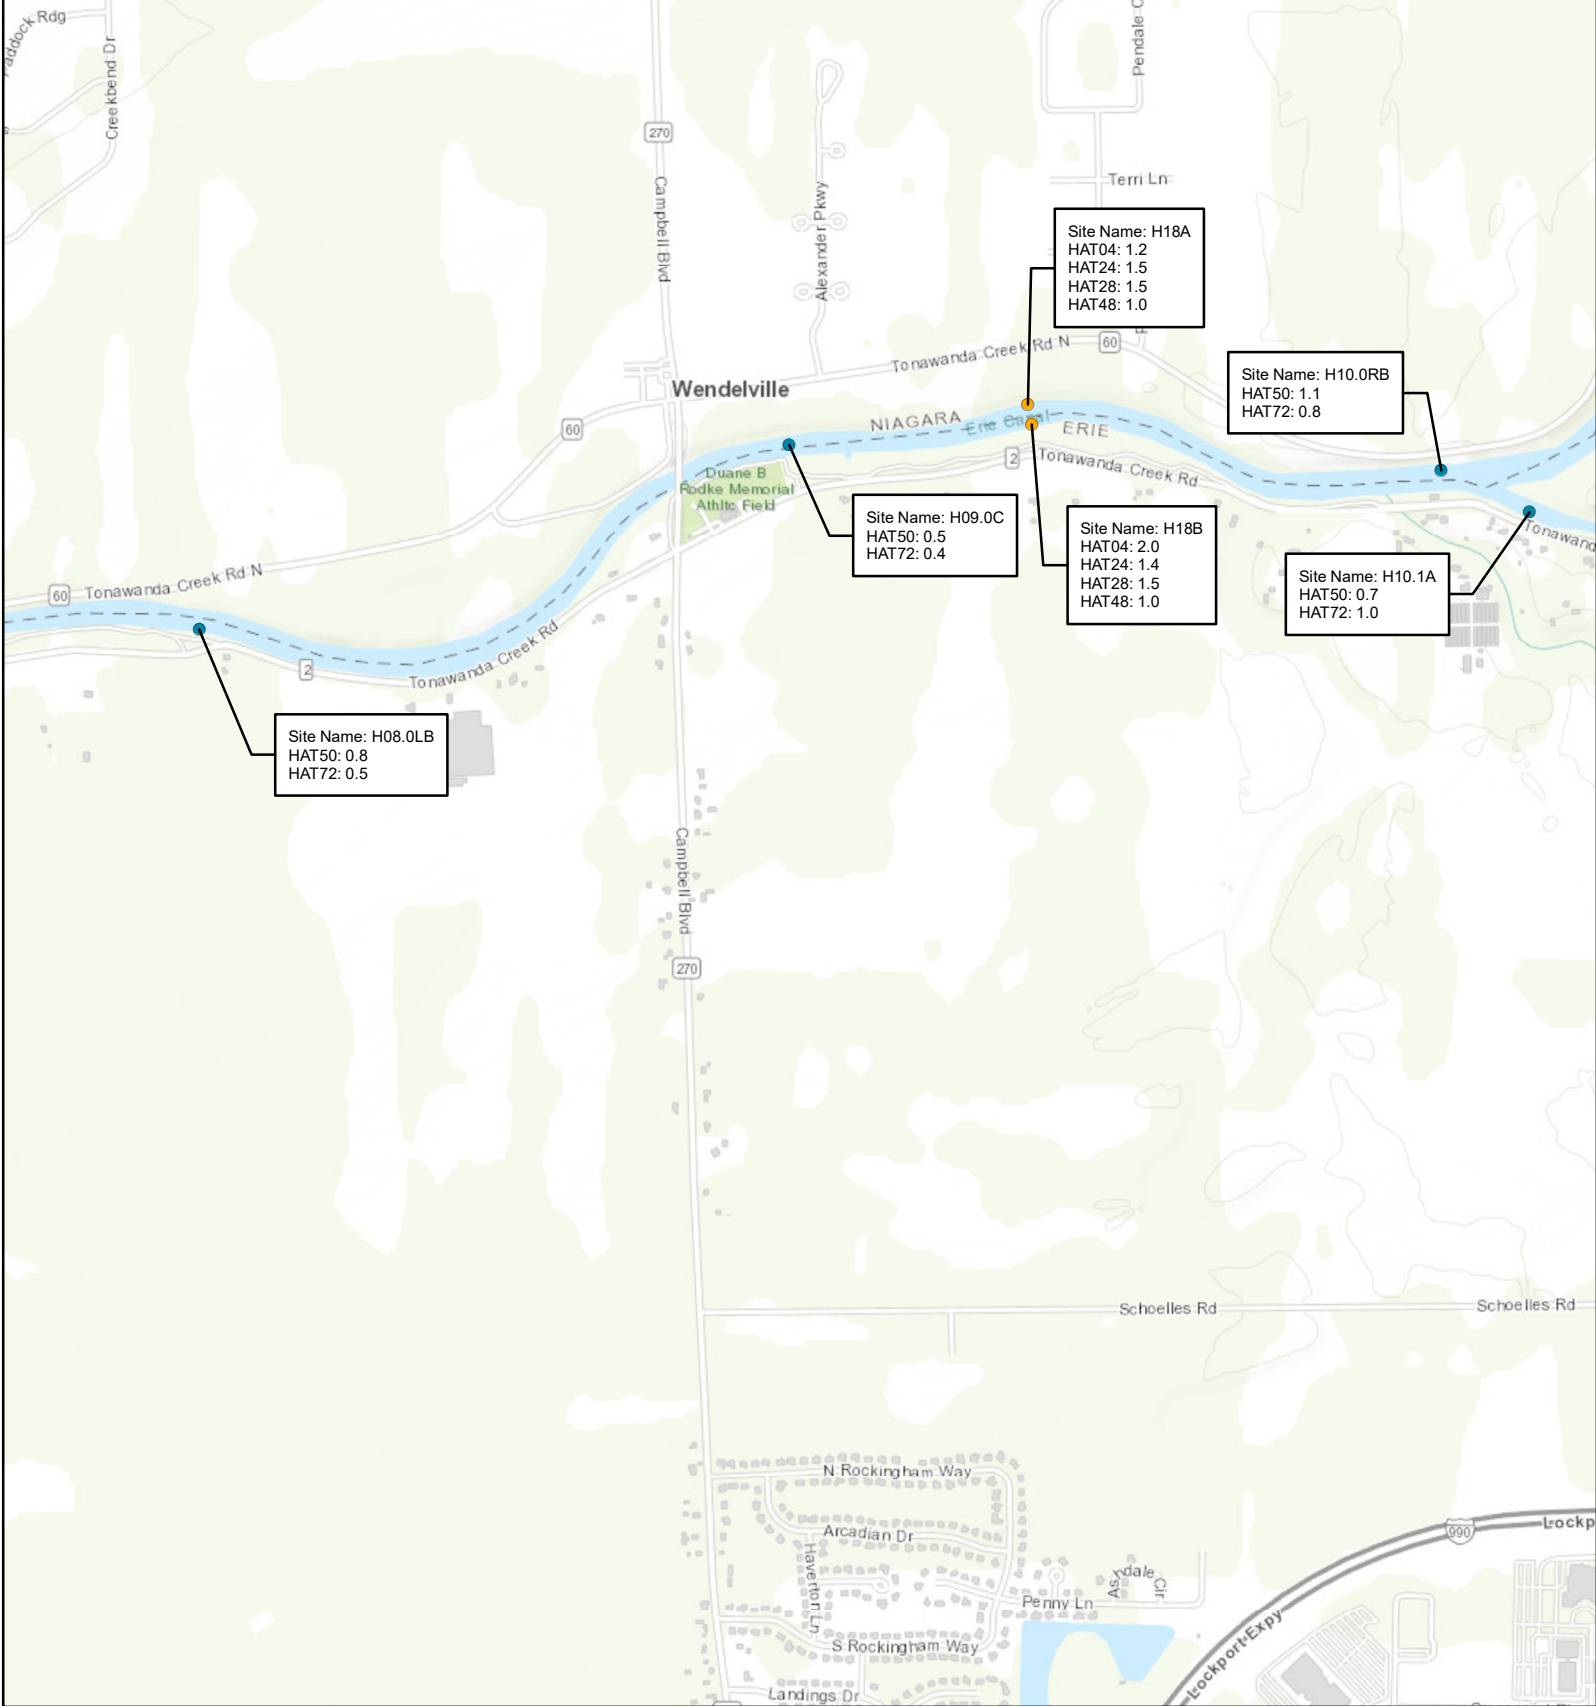 Paddock Rdg
Creekbend Dr
270
Campbell Blvd
Alexander Pkwy
Terri Ln
Site Name: H18A
HAT04: 1.2
HAT24: 1.5
HAT28: 1.5
HAT48: 1.0
Tonawanda Creek Rd N
60
Site Name: H10.0RB
HAT50: 1.1
HAT72: 0.8
Wendelville
60
NIAGARA
Erie Canal
ERIE
2
Tonawanda Creek Rd
Duane B
Rodke Memorial
Athltc Field
Site Name: H09.0C
HAT50: 0.5
HAT72: 0.4
Site Name: H18B
HAT04: 2.0
HAT24: 1.4
HAT28: 1.5
HAT48: 1.0
Site Name: H10.1A
HAT50: 0.7
HAT72: 1.0
60
Tonawanda Creek Rd N
2
Tonawanda Creek Rd
Site Name: H08.0LB
HAT50: 0.8
HAT72: 0.5
Campbell Blvd
270
Schoelles Rd
Schoelles Rd
N Rockingham Way
Arcadian Dr
Haverton Ln
Penny Ln
S Rockingham Way
Landings Dr
990
Lockport Expy